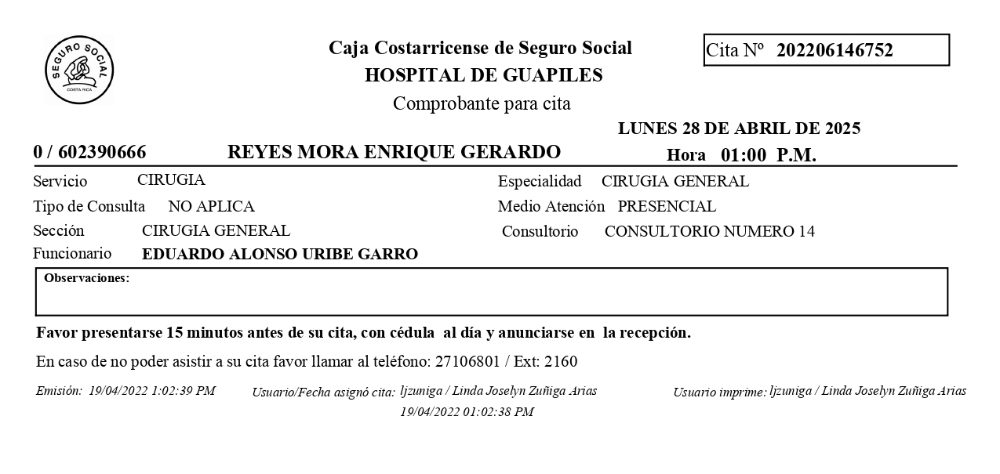 SEGURO SOCIAL
COSTA RICA
Caja Costarricense de Seguro Social
Cita Nº 202206146752
HOSPITAL DE GUAPILES
Comprobante para cita
LUNES 28 DE ABRIL DE 2025
0 / 602390666 REYES MORA ENRIQUE GERARDO Hora 01:00 P.M.
Servicio CIRUGIA Especialidad CIRUGIA GENERAL
Tipo de Consulta NO APLICA Medio Atención PRESENCIAL
Sección CIRUGIA GENERAL Consultorio CONSULTORIO NUMERO 14
Funcionario EDUARDO ALONSO URIBE GARRO
Observaciones:
Favor presentarse 15 minutos antes de su cita, con cédula al día y anunciarse en la recepción.
En caso de no poder asistir a su cita favor llamar al teléfono: 27106801 / Ext: 2160
Emisión: 19/04/2022 1:02:39 PM Usuario/Fecha asignó cita: ljzuniga / Linda Joselyn Zuñiga Arias Usuario imprime: ljzuniga / Linda Joselyn Zuñiga Arias
19/04/2022 01:02:38 PM